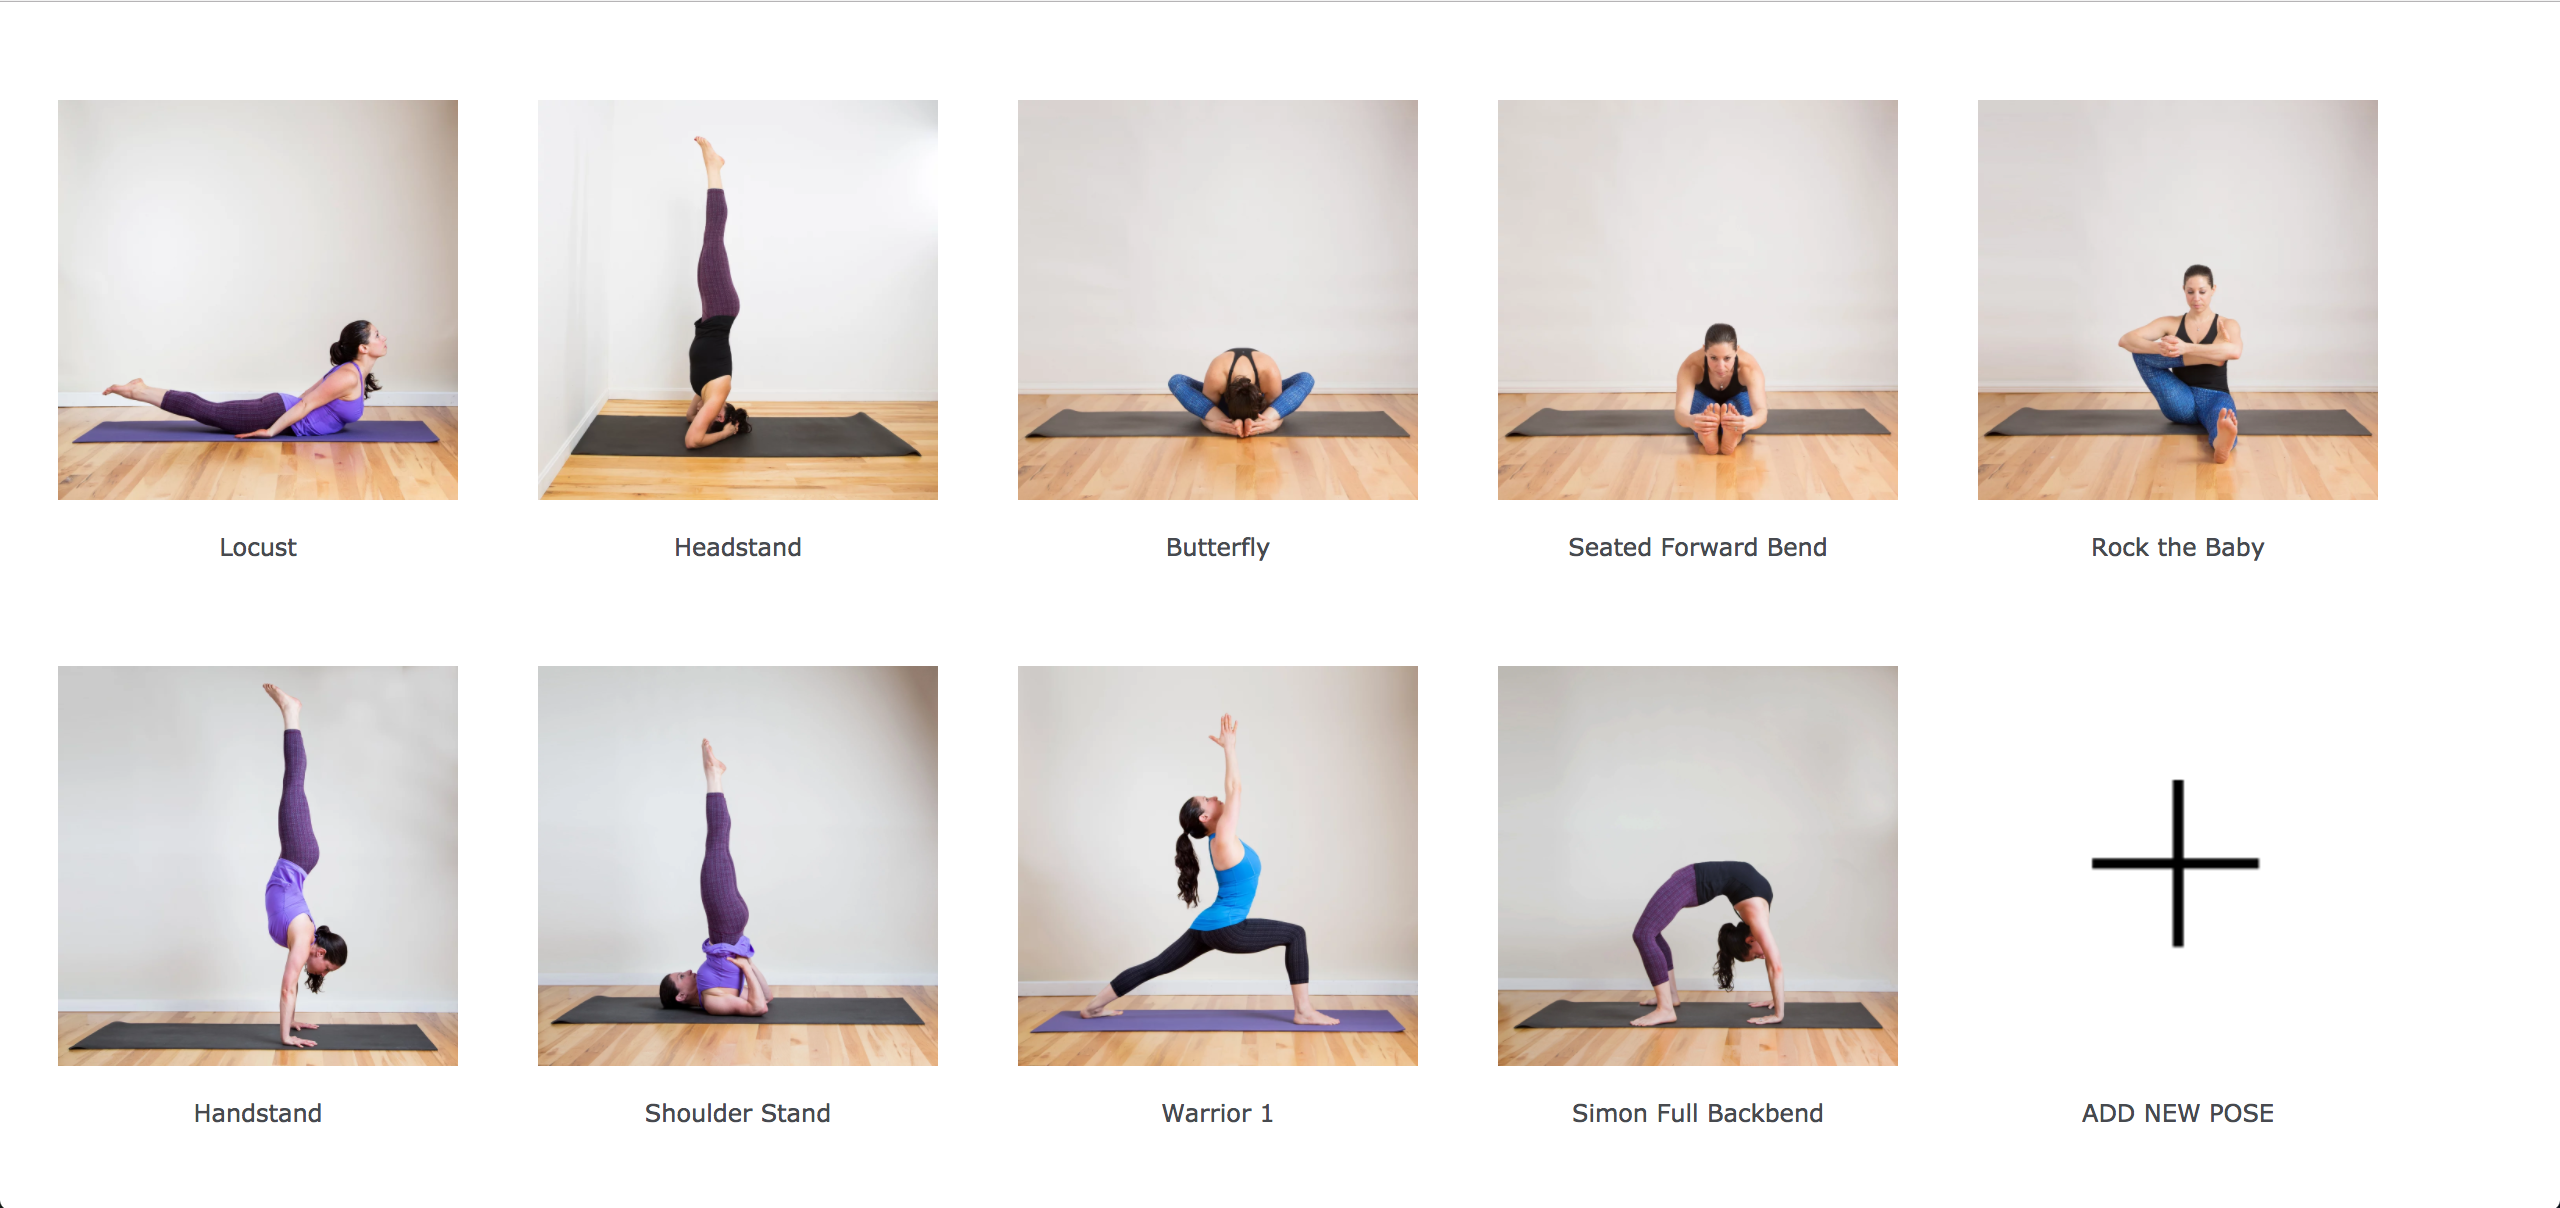 Locust
Headstand
Butterfly
Seated Forward Bend
Rock the Baby
Handstand
Shoulder Stand
Warrior 1
Simon Full Backbend
ADD NEW POSE